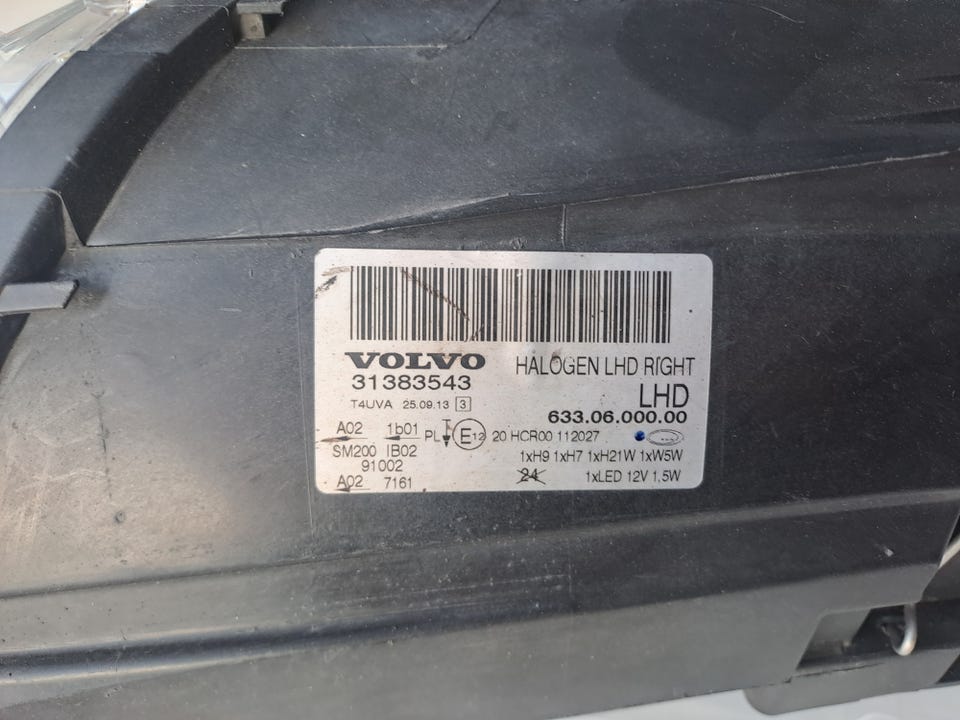 VOLVO HALOGEN LHD RIGHT
31383543 LHD
T4UVA 25.09.13 3 633.06.000.00
A02 1b01 PL E12 20 HCR00 112027
SM200 IB02 1xH9 1xH7 1xH21W 1xW5W
91002 24 1xLED 12V 1,5W
A02 7161